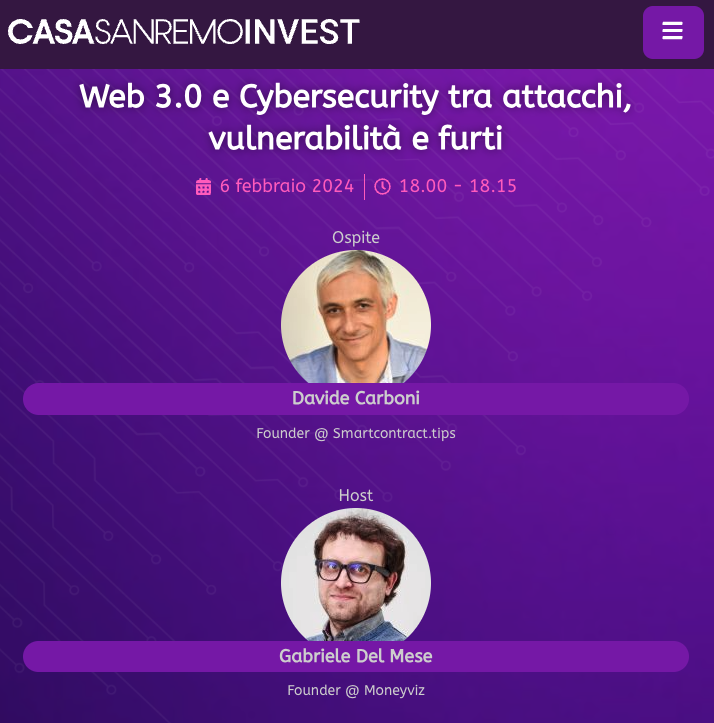 CASASANREMOINVEST
Web 3.0 e Cybersecurity tra attacchi,
vulnerabilità e furti
6 febbraio 2024 18.00 - 18.15
Ospite
Davide Carboni
Founder @ Smartcontract.tips
Host
Gabriele Del Mese
Founder @ Moneyviz